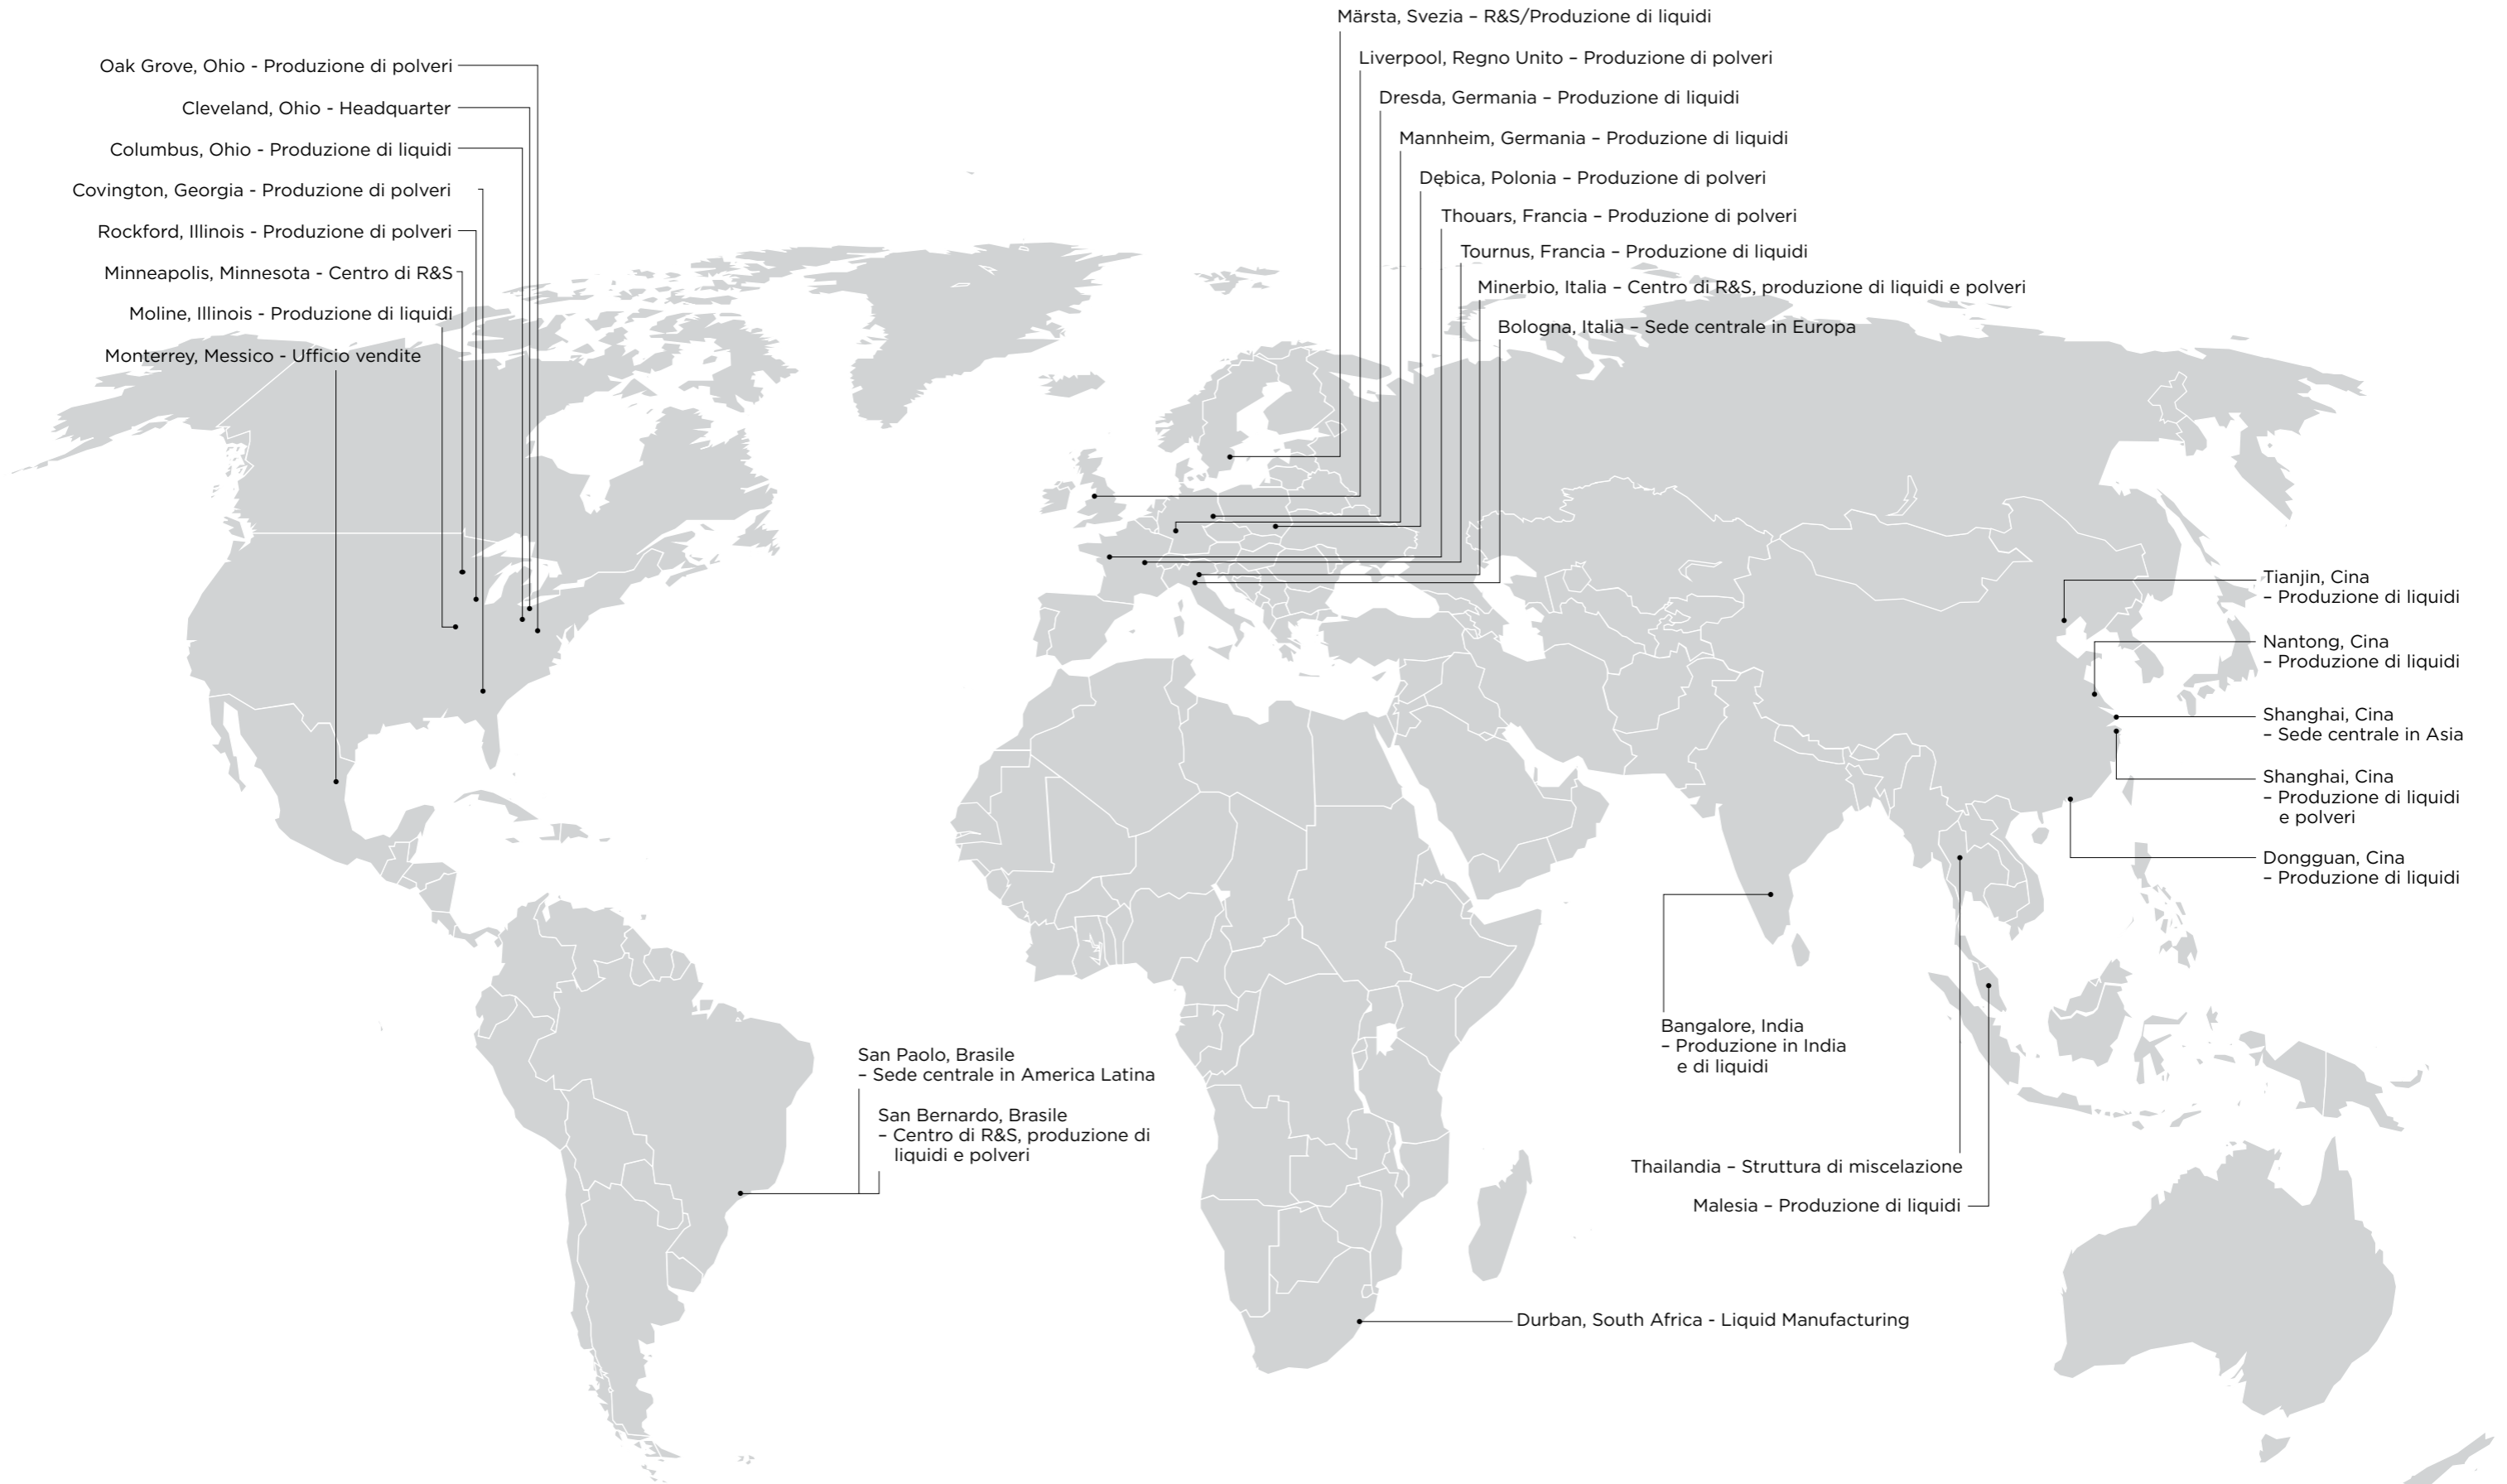 Oak Grove, Ohio - Produzione di polveri
Cleveland, Ohio - Headquarter
Columbus, Ohio - Produzione di liquidi
Covington, Georgia - Produzione di polveri
Rockford, Illinois - Produzione di polveri
Minneapolis, Minnesota - Centro di R&S
Moline, Illinois - Produzione di liquidi
Monterrey, Messico - Ufficio vendite
Märsta, Svezia – R&S/Produzione di liquidi
Liverpool, Regno Unito – Produzione di polveri
Dresda, Germania – Produzione di liquidi
Mannheim, Germania – Produzione di liquidi
Dębica, Polonia – Produzione di polveri
Thouars, Francia – Produzione di polveri
Tournus, Francia – Produzione di liquidi
Minerbio, Italia – Centro di R&S, produzione di liquidi e polveri
Bologna, Italia – Sede centrale in Europa
Tianjin, Cina
– Produzione di liquidi
Nantong, Cina
– Produzione di liquidi
Shanghai, Cina
– Sede centrale in Asia
Shanghai, Cina
– Produzione di liquidi
e polveri
Dongguan, Cina
– Produzione di liquidi
Bangalore, India
– Produzione in India
e di liquidi
Thailandia – Struttura di miscelazione
Malesia – Produzione di liquidi
San Paolo, Brasile
– Sede centrale in America Latina
San Bernardo, Brasile
– Centro di R&S, produzione di
liquidi e polveri
Durban, South Africa - Liquid Manufacturing